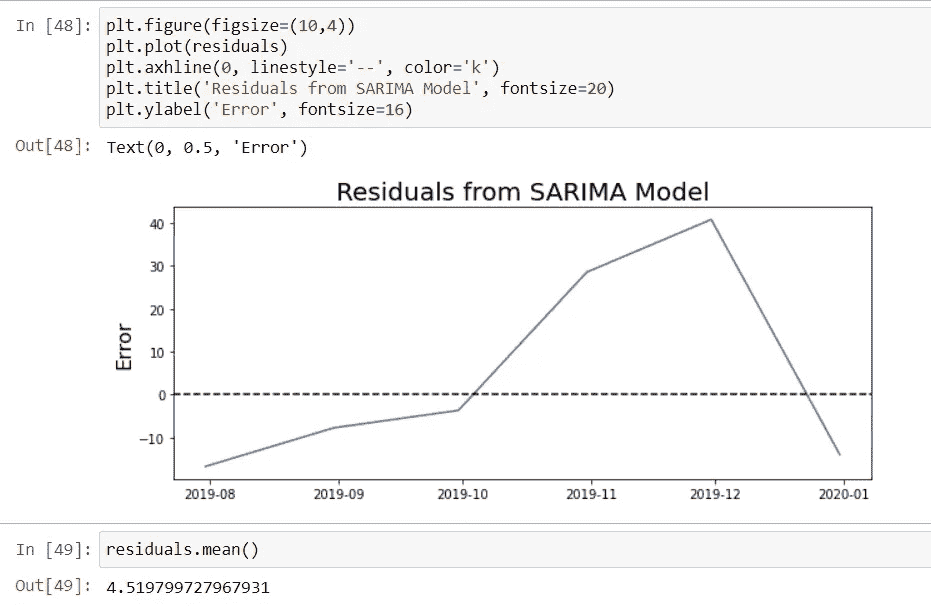 In [48]: plt.figure(figsize=(10,4))
plt.plot(residuals)
plt.axhline(0, linestyle='--', color='k')
plt.title('Residuals from SARIMA Model', fontsize=20)
plt.ylabel('Error', fontsize=16)
Out[48]: Text(0, 0.5, 'Error')
Residuals from SARIMA Model
Error
40
30
20
10
0
−10
2019-08 2019-09 2019-10 2019-11 2019-12 2020-01
In [49]: residuals.mean()
Out[49]: 4.519799727967931